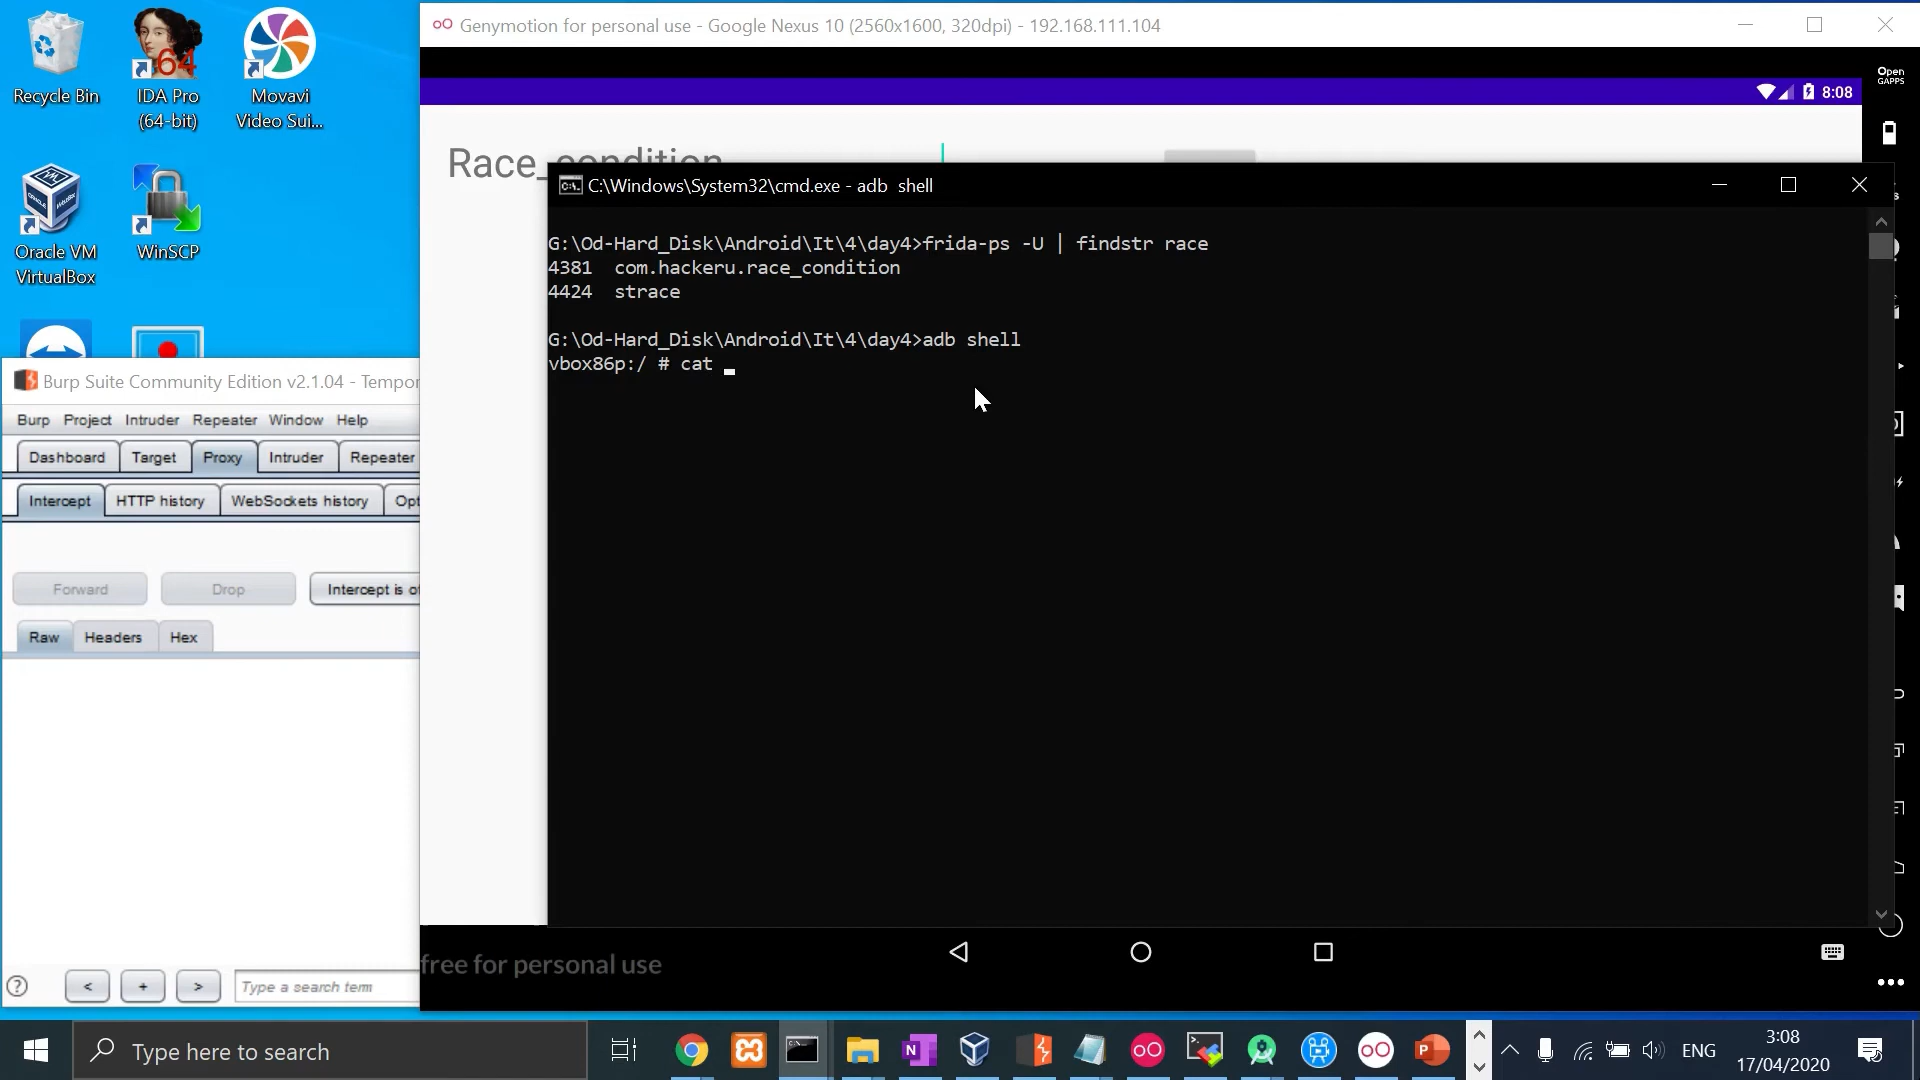 Recycle Bin
IDA Pro
(64-bit)
64
Movavi
Video Sui...
Oracle VM
VirtualBox
WinSCP
Genymotion for personal use - Google Nexus 10 (2560x1600, 320dpi) - 192.168.111.104
Open
GAPPS
8:08
Race_condition
C:\Windows\System32\cmd.exe - adb  shell
G:\Od-Hard_Disk\Android\It\4\day4>frida-ps -U | findstr race
4381  com.hackeru.race_condition
4424  strace
G:\Od-Hard_Disk\Android\It\4\day4>adb shell
vbox86p:/ # cat
Burp Suite Community Edition v2.1.04 - Tempor
Burp Project Intruder Repeater Window Help
Dashboard Target Proxy Intruder Repeater
Intercept HTTP history WebSockets history Opt
Forward Drop Intercept is of
Raw Headers Hex
? < + > Type a search term
free for personal use
Type here to search
ENG
3:08
17/04/2020